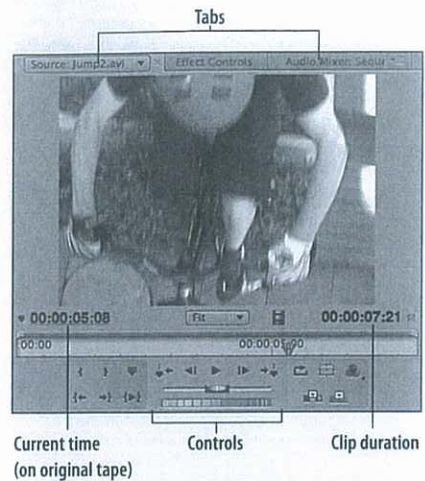 Tabs
Source: Jump2.avi Effect Controls Audio Mixer: Sequ
00:00:05:08 Fit 00:00:07:21
00:00 00:00:05:00
Current time Controls Clip duration
(on original tape)